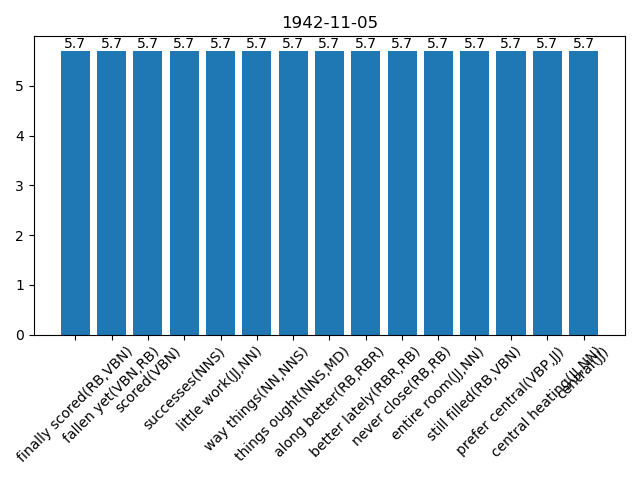 1942-11-05
5.7 5.7 5.7 5.7 5.7 5.7 5.7 5.7 5.7 5.7 5.7 5.7 5.7 5.7 5.7
5
4
3
2
1
0
finally scored(RB,VBN)
fallen yet(VBN,RB)
scored(VBN)
successes(NNS)
little work(JJ,NN)
way things(NN,NNS)
things ought(NNS,MD)
along better(RB,RBR)
better lately(RBR,RB)
never close(RB,RB)
entire room(JJ,NN)
still filled(RB,VBN)
prefer central(VBP,JJ)
central heating(JJ,NN)
central(JJ)